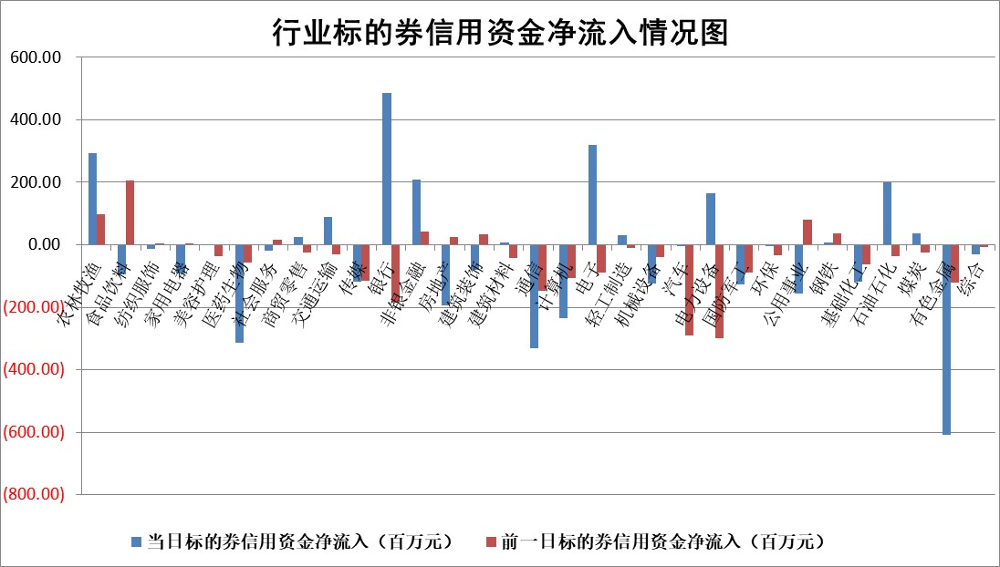 行业标的券信用资金净流入情况图
600.00
400.00
200.00
0.00
(200.00)
(400.00)
(600.00)
(800.00)
农林牧渔
食品饮料
纺织服饰
家用电器
美容护理
医药生物
社会服务
商贸零售
交通运输
传媒
银行
非银金融
房地产
建筑装饰
建筑材料
通信
计算机
电子
轻工制造
机械设备
汽车
电力设备
国防军工
环保
公用事业
钢铁
基础化工
石油石化
煤炭
有色金属
综合
当日标的券信用资金净流入（百万元）
前一日标的券信用资金净流入（百万元）